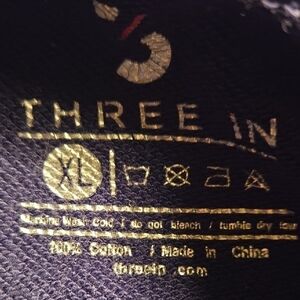 THREE IN
XL
Machine Wash Cold / do not bleach / tumble dry low
100% Cotton / Made in China
threein.com